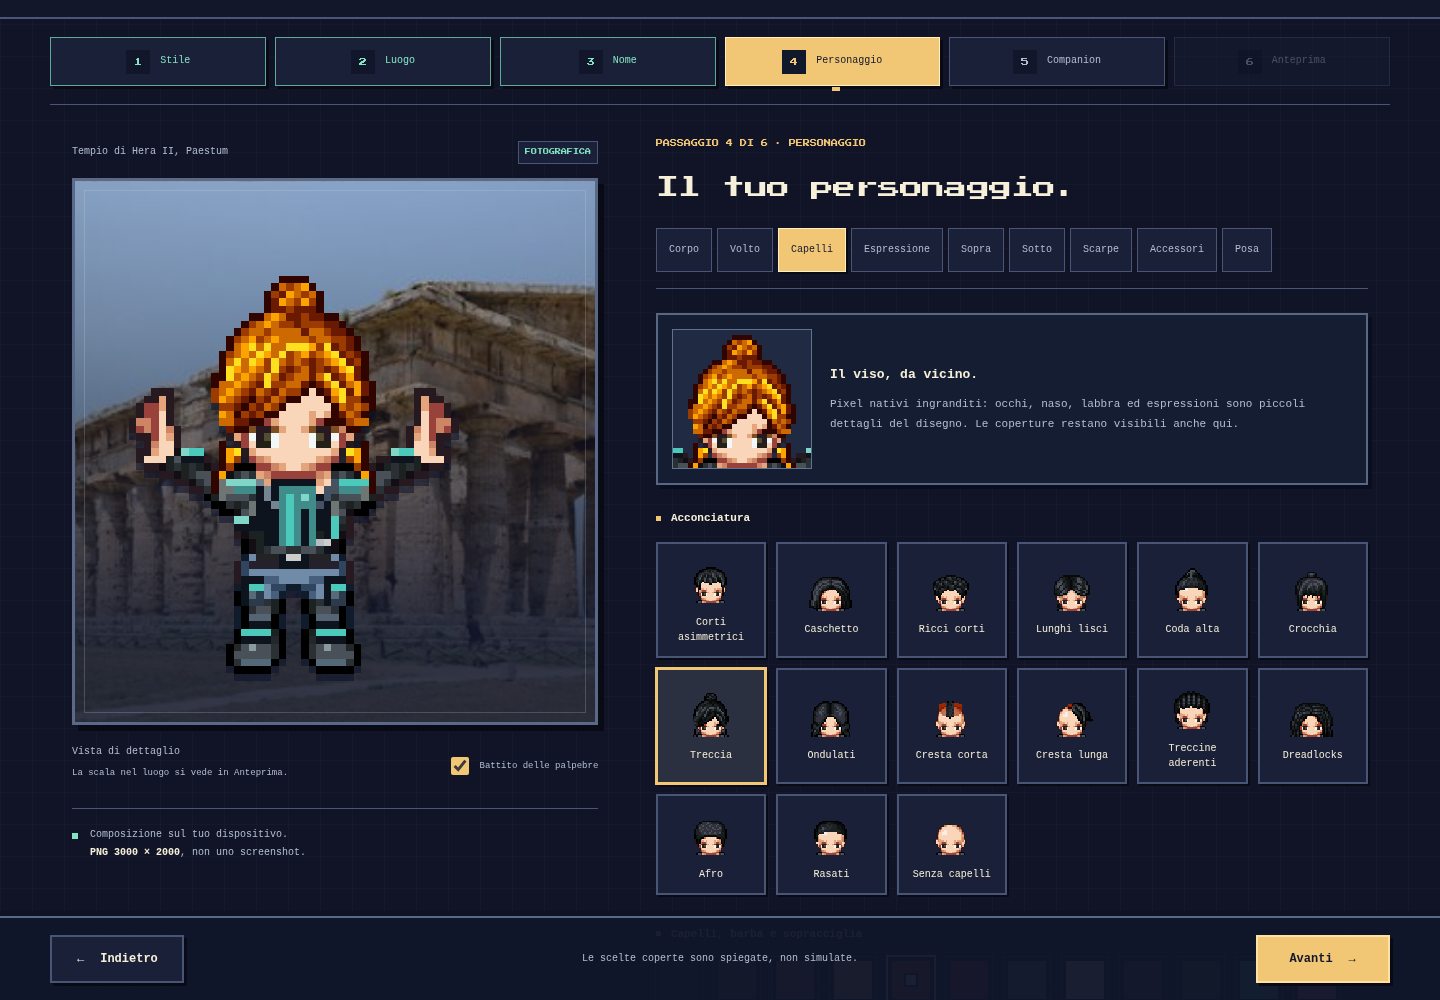 1 Stile
2 Luogo
3 Nome
4 Personaggio
5 Companion
6 Anteprima
Tempio di Hera II, Paestum
FOTOGRAFICA
PASSAGGIO 4 DI 6 · PERSONAGGIO
Il tuo personaggio.
Corpo
Volto
Capelli
Espressione
Sopra
Sotto
Scarpe
Accessori
Posa
Il viso, da vicino.
Pixel nativi ingranditi: occhi, naso, labbra ed espressioni sono piccoli
dettagli del disegno. Le coperture restano visibili anche qui.
Acconciatura
Corti
asimmetrici
Caschetto
Ricci corti
Lunghi lisci
Coda alta
Crocchia
Treccia
Ondulati
Cresta corta
Cresta lunga
Treccine
aderenti
Dreadlocks
Afro
Rasati
Senza capelli
Vista di dettaglio
La scala nel luogo si vede in Anteprima.
Battito delle palpebre
Composizione sul tuo dispositivo.
PNG 3000 × 2000, non uno screenshot.
Capelli, barba e sopracciglia
← Indietro
Le scelte coperte sono spiegate, non simulate.
Avanti →